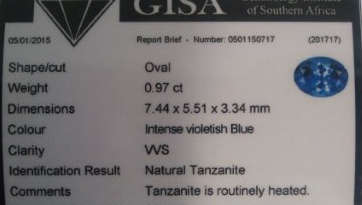 GISA
of Southern Africa
05/01/2015 Report Brief - Number: 0501150717 (201717)
Shape/cut Oval
Weight 0.97 ct
Dimensions 7.44 x 5.51 x 3.34 mm
Colour Intense violetish Blue
Clarity VVS
Identification Result Natural Tanzanite
Comments Tanzanite is routinely heated.